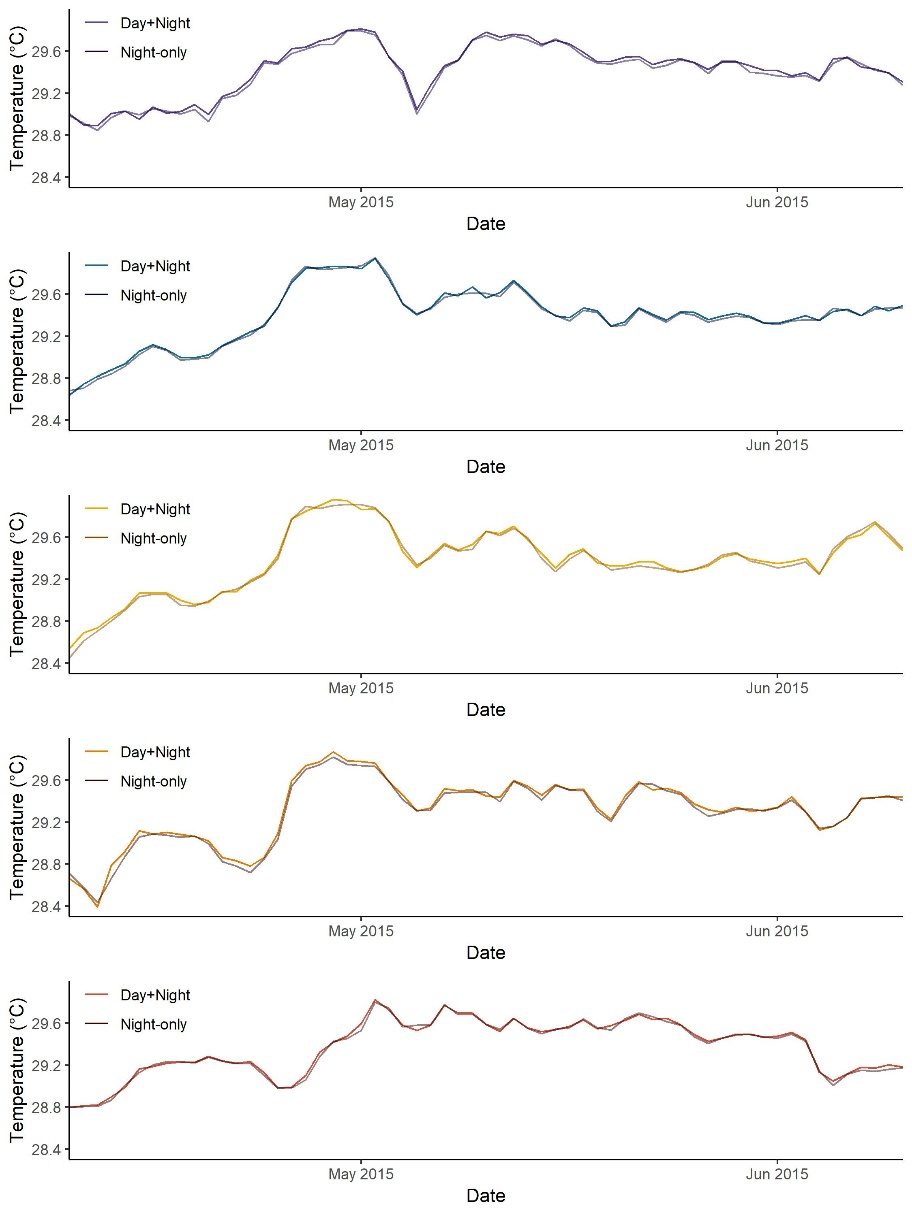 Temperature (°C)
Day+Night
Night-only
29.6
29.2
28.8
28.4
May 2015
Jun 2015
Date
Temperature (°C)
Day+Night
Night-only
29.6
29.2
28.8
28.4
May 2015
Jun 2015
Date
Temperature (°C)
Day+Night
Night-only
29.6
29.2
28.8
28.4
May 2015
Jun 2015
Date
Temperature (°C)
Day+Night
Night-only
29.6
29.2
28.8
28.4
May 2015
Jun 2015
Date
Temperature (°C)
Day+Night
Night-only
29.6
29.2
28.8
28.4
May 2015
Jun 2015
Date